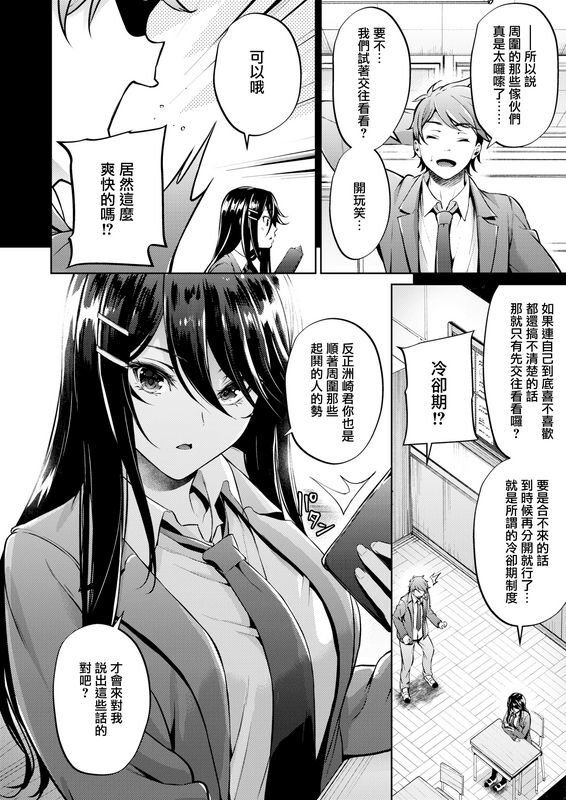 ——所以說
周圍的那些傢伙們
真是太囉嗦了……
要不…
我們試著交往看看?
開玩笑…
可以哦
居然這麼
爽快的嗎!?
如果連自己到底喜不喜歡
都還搞不清楚的話
那就只有先交往看看囉?
冷卻期!?
要是合不來的話
到時候再分開就行了…
就是所謂的冷卻期制度
反正洲崎君你也是
順著周圍那些
起鬨的人的勢
パタン
才會來對我
說出這些話的
對吧?